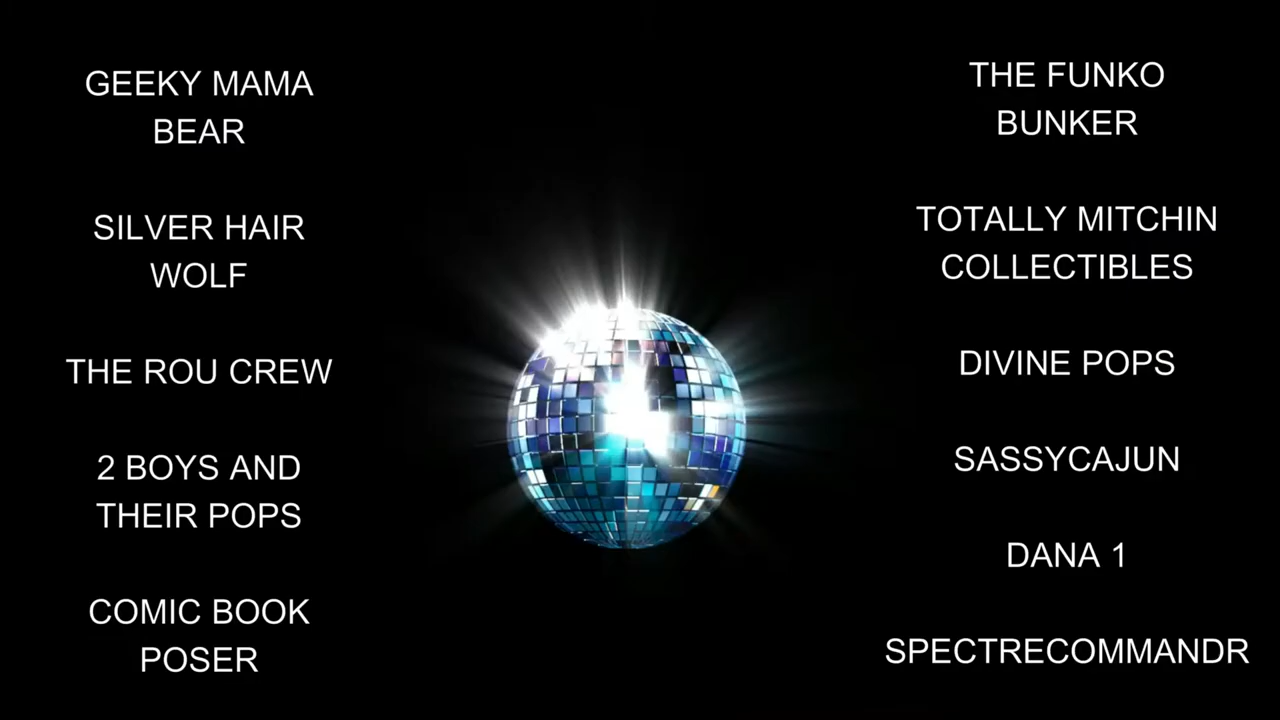 GEEKY MAMA
BEAR
SILVER HAIR
WOLF
THE ROU CREW
2 BOYS AND
THEIR POPS
COMIC BOOK
POSER
THE FUNKO
BUNKER
TOTALLY MITCHIN
COLLECTIBLES
DIVINE POPS
SASSYCAJUN
DANA 1
SPECTRECOMMANDR